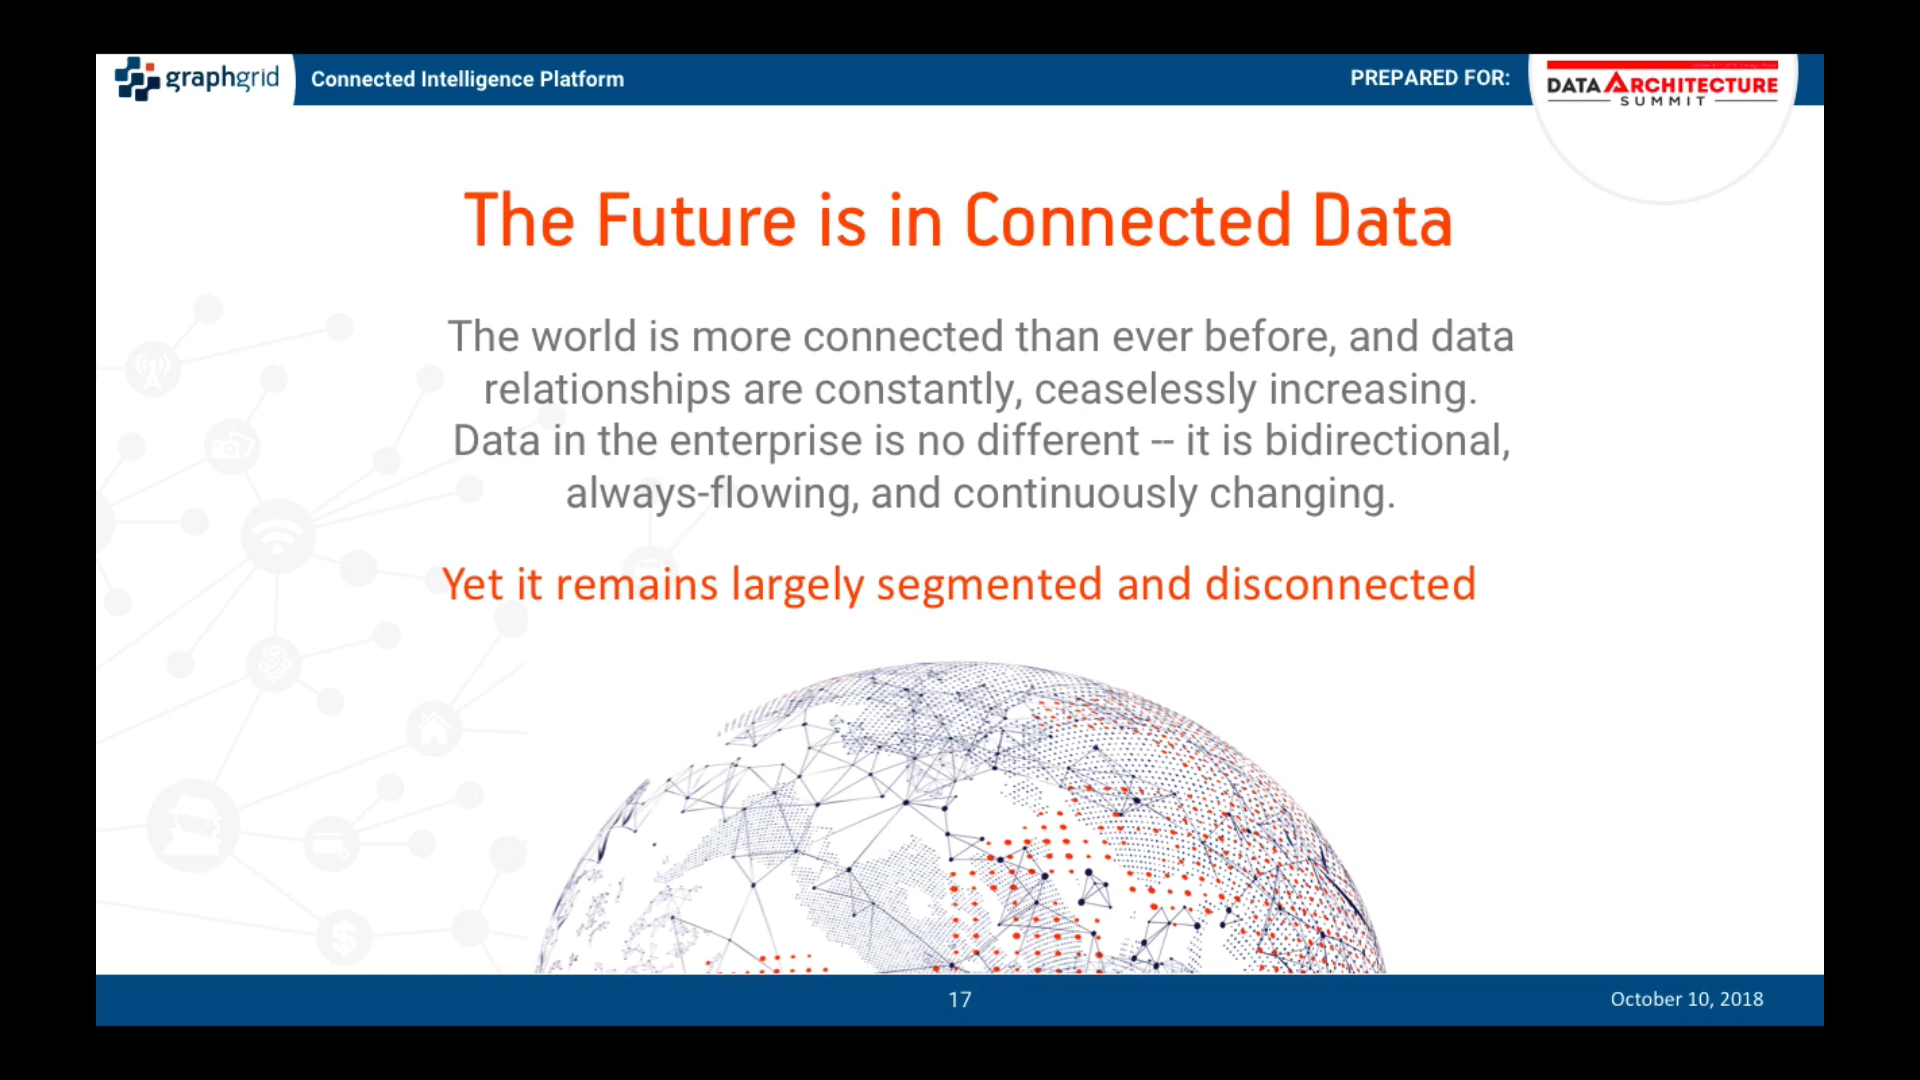 graphgrid
Connected Intelligence Platform
PREPARED FOR:
DATA ARCHITECTURE
SUMMIT
The Future is in Connected Data
The world is more connected than ever before, and data
relationships are constantly, ceaselessly increasing.
Data in the enterprise is no different -- it is bidirectional,
always-flowing, and continuously changing.
Yet it remains largely segmented and disconnected
17
October 10, 2018